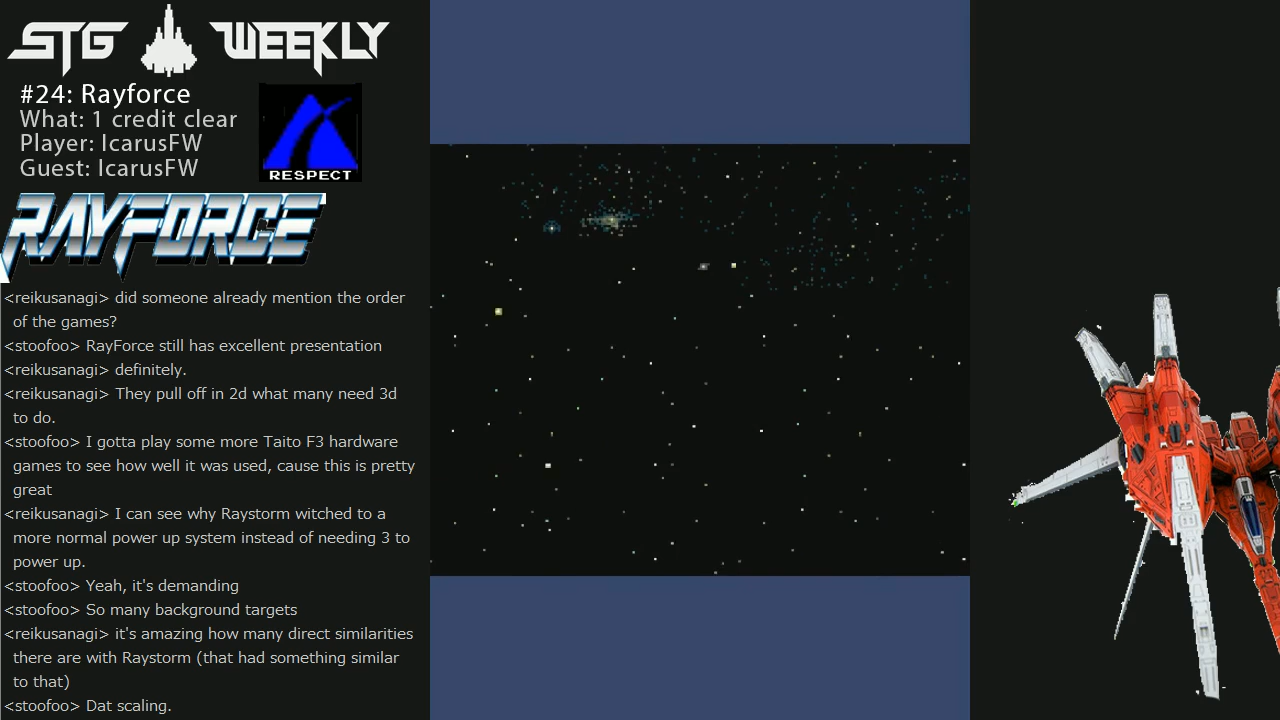 STG WEEKLY
#24: Rayforce
What: 1 credit clear
Player: IcarusFW
Guest: IcarusFW
RESPECT
RAYFORCE
<reikusanagi> did someone already mention the order
of the games?
<stoofoo> RayForce still has excellent presentation
<reikusanagi> definitely.
<reikusanagi> They pull off in 2d what many need 3d
to do.
<stoofoo> I gotta play some more Taito F3 hardware
games to see how well it was used, cause this is pretty
great
<reikusanagi> I can see why Raystorm witched to a
more normal power up system instead of needing 3 to
power up.
<stoofoo> Yeah, it's demanding
<stoofoo> So many background targets
<reikusanagi> it's amazing how many direct similarities
there are with Raystorm (that had something similar
to that)
<stoofoo> Dat scaling.